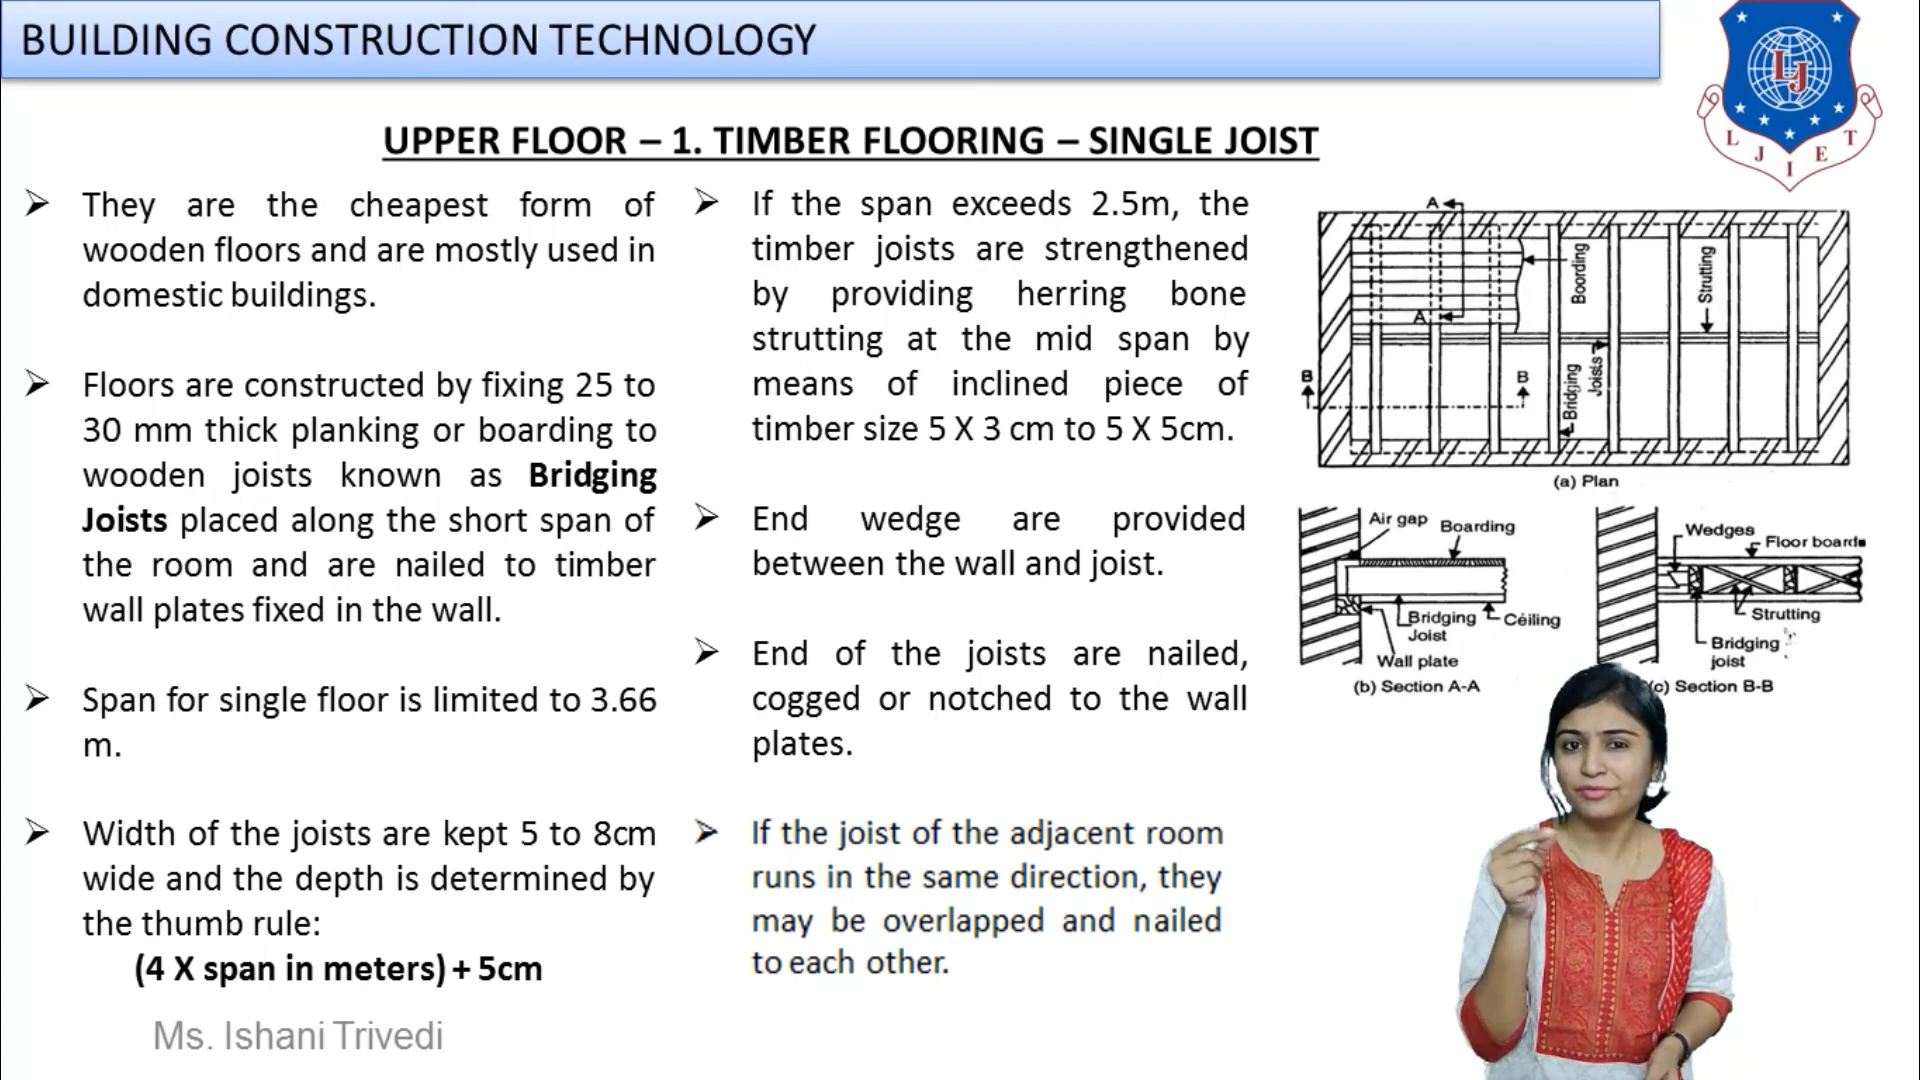 BUILDING CONSTRUCTION TECHNOLOGY
L J I E T
LJ
UPPER FLOOR – 1. TIMBER FLOORING – SINGLE JOIST
They are the cheapest form of
wooden floors and are mostly used in
domestic buildings.
Floors are constructed by fixing 25 to
30 mm thick planking or boarding to
wooden joists known as Bridging
Joists placed along the short span of
the room and are nailed to timber
wall plates fixed in the wall.
Span for single floor is limited to 3.66
m.
Width of the joists are kept 5 to 8cm
wide and the depth is determined by
the thumb rule:
(4 X span in meters) + 5cm
Ms. Ishani Trivedi
If the span exceeds 2.5m, the
timber joists are strengthened
by providing herring bone
strutting at the mid span by
means of inclined piece of
timber size 5 X 3 cm to 5 X 5cm.
End wedge are provided
between the wall and joist.
End of the joists are nailed,
cogged or notched to the wall
plates.
If the joist of the adjacent room
runs in the same direction, they
may be overlapped and nailed
to each other.
A
A
Boording
Strutting
B
B
Bridging
Joists
(a) Plan
Air gap
Boarding
Bridging
Joist
Céiling
Wall plate
(b) Section A-A
Wedges
Floor boards
Strutting
Bridging
joist
(c) Section B-B